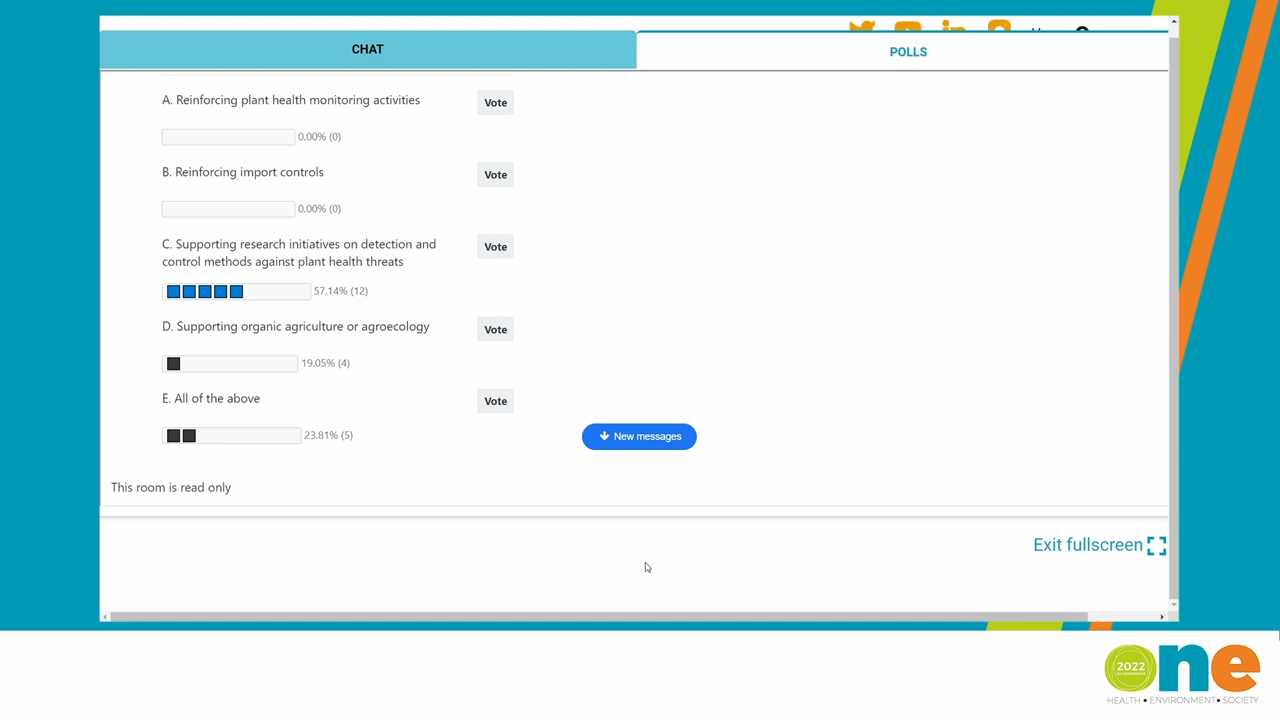 CHAT
POLLS
A. Reinforcing plant health monitoring activities
Vote
0.00% (0)
B. Reinforcing import controls
Vote
0.00% (0)
C. Supporting research initiatives on detection and
control methods against plant health threats
Vote
57.14% (12)
D. Supporting organic agriculture or agroecology
Vote
19.05% (4)
E. All of the above
Vote
23.81% (5)
New messages
This room is read only
Exit fullscreen
2022
one
HEALTH • ENVIRONMENT • SOCIETY